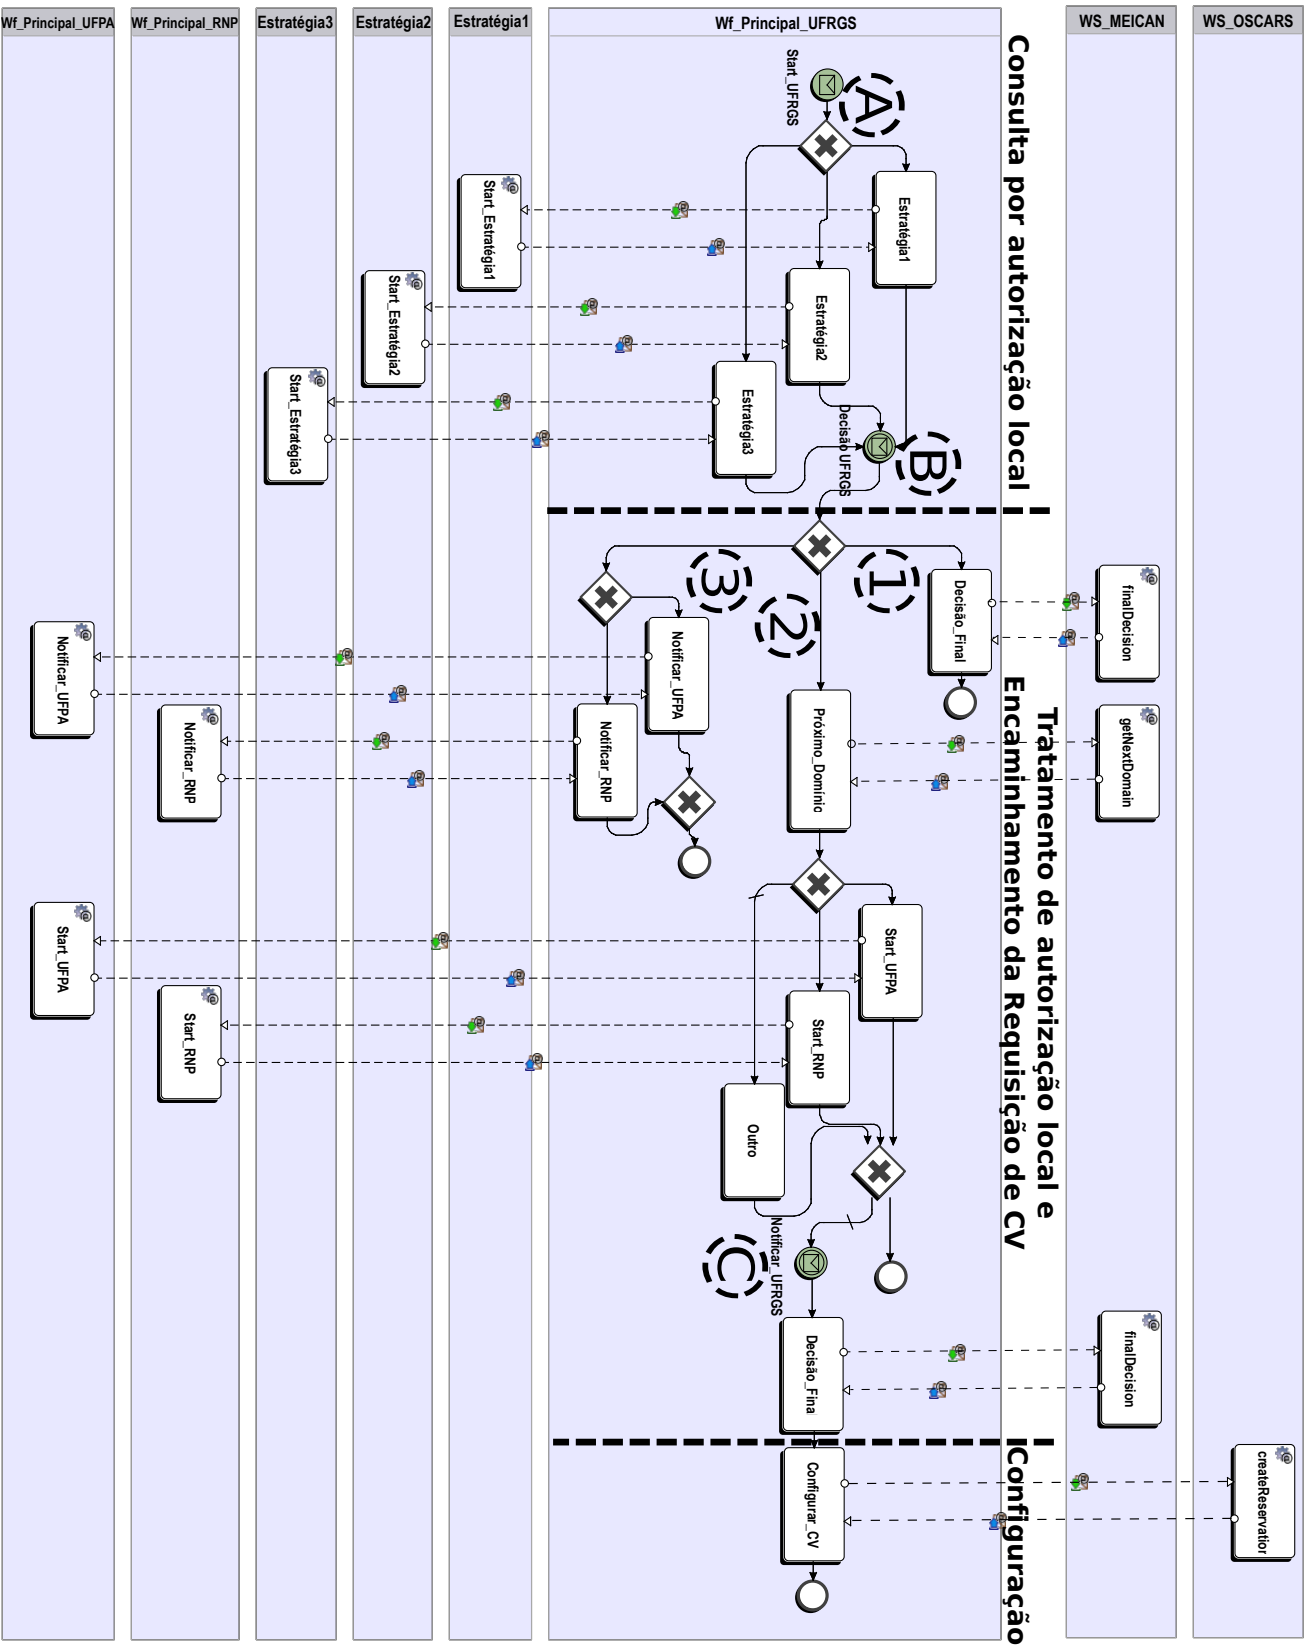 Wf_Principal_UFPA
Wf_Principal_RNP
Estratégia3
Estratégia2
Estratégia1
Wf_Principal_UFRGS
WS_MEICAN
WS_OSCARS
Consulta por autorização local
Start_UFRGS
A
Estratégia1
Start_Estratégia1
Estratégia2
Start_Estratégia2
Estratégia3
Start_Estratégia3
Decisão UFRGS
B
Tratamento de autorização local e
Encaminhamento da Requisição de CV
1
2
3
Decisão_Final
finalDecision
Notificar_UFPA
Notificar_UFPA
Notificar_RNP
Notificar_RNP
Próximo_Domínic
getNextDomain
Start_UFPA
Start_UFPA
Start_RNP
Start_RNP
Outro
Notificar_UFRGS
C
Decisão_Fina
finalDecision
Configuração
Configurar_CV
createReservatior